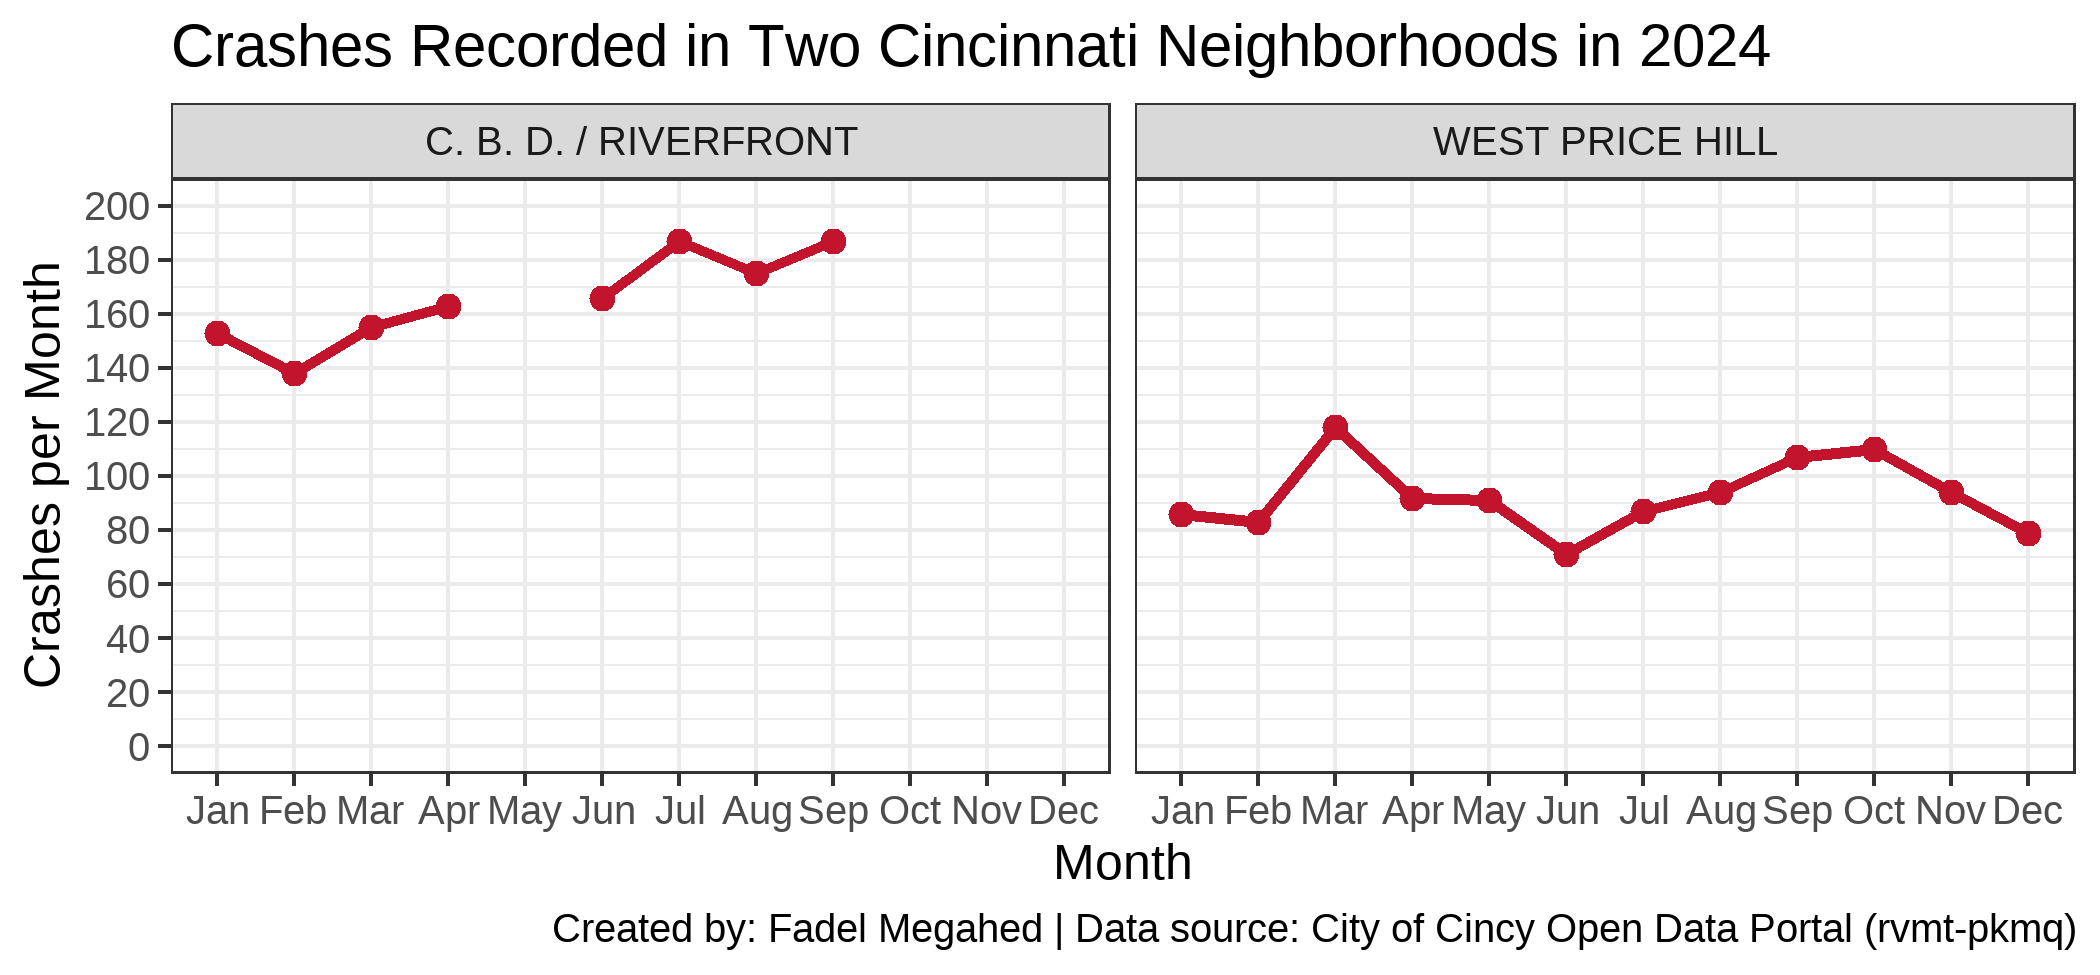 Crashes Recorded in Two Cincinnati Neighborhoods in 2024
C. B. D. / RIVERFRONT
WEST PRICE HILL
Crashes per Month
200
180
160
140
120
100
80
60
40
20
0
Jan Feb Mar Apr May Jun Jul Aug Sep Oct Nov Dec
Jan Feb Mar Apr May Jun Jul Aug Sep Oct Nov Dec
Month
Created by: Fadel Megahed | Data source: City of Cincy Open Data Portal (rvmt-pkmq)